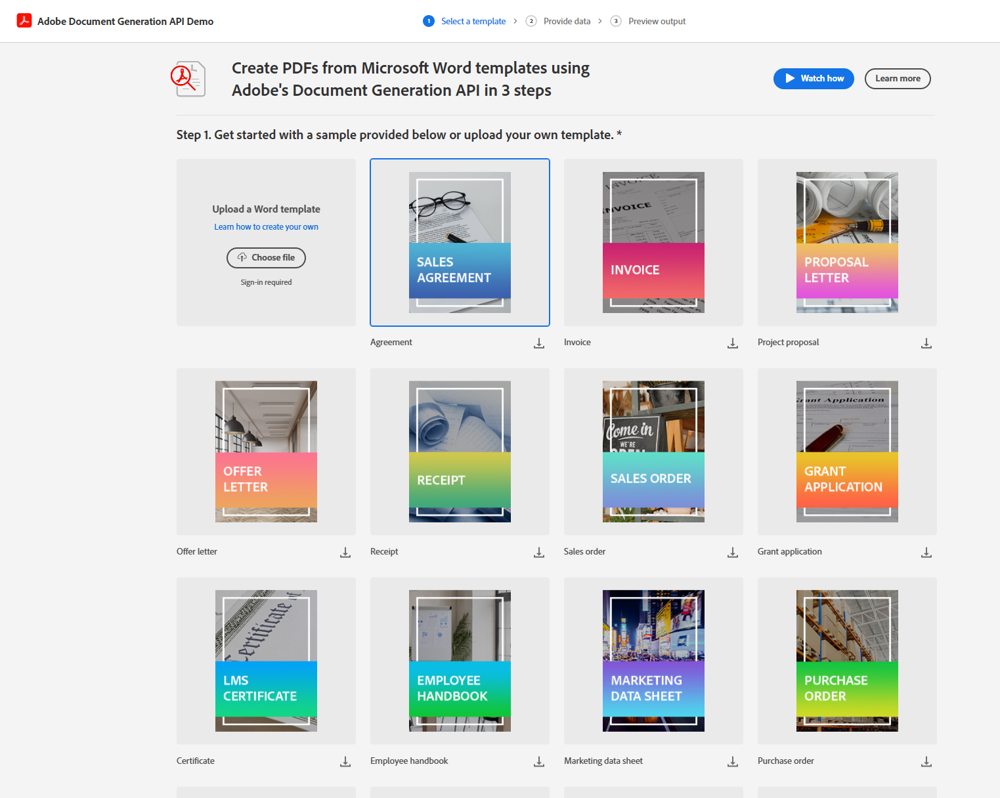 Adobe Document Generation API Demo
1 Select a template > 2 Provide data > 3 Preview output
Create PDFs from Microsoft Word templates using
Adobe's Document Generation API in 3 steps
Watch how
Learn more
Step 1. Get started with a sample provided below or upload your own template. *
Upload a Word template
Learn how to create your own
Choose file
Sign-in required
SALES
AGREEMENT
Agreement
INVOICE
INVOICE
INVOICE
Invoice
PROPOSAL
LETTER
Project proposal
OFFER
LETTER
Offer letter
RECEIPT
Receipt
Come in
WE'RE
OPEN
SALES ORDER
Sales order
Grant Application
GRANT
APPLICATION
Grant application
Certificate of
LMS
CERTIFICATE
Certificate
EMPLOYEE
HANDBOOK
Employee handbook
MARKETING
DATA SHEET
Marketing data sheet
PURCHASE
ORDER
Purchase order